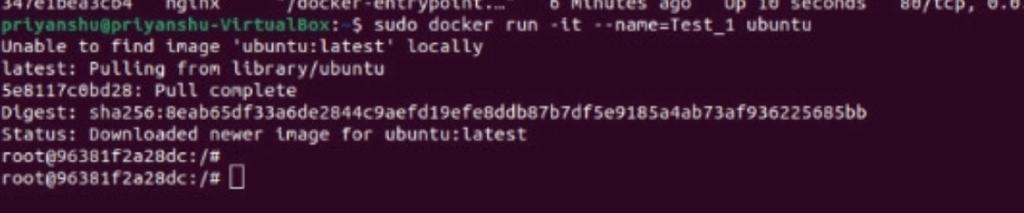 347e1bea3cb4   nginx   "/docker-entrypoint.…"   6 minutes ago   Up 10 seconds   80/tcp, 0.0
priyanshu@priyanshu-VirtualBox:~$ sudo docker run -it --name=Test_1 ubuntu
Unable to find image 'ubuntu:latest' locally
latest: Pulling from library/ubuntu
5e8117c0bd28: Pull complete
Digest: sha256:8eab65df33a6de2844c9aefd19efe8ddb87b7df5e9185a4ab73af936225685bb
Status: Downloaded newer image for ubuntu:latest
root@96381f2a28dc:/#
root@96381f2a28dc:/#